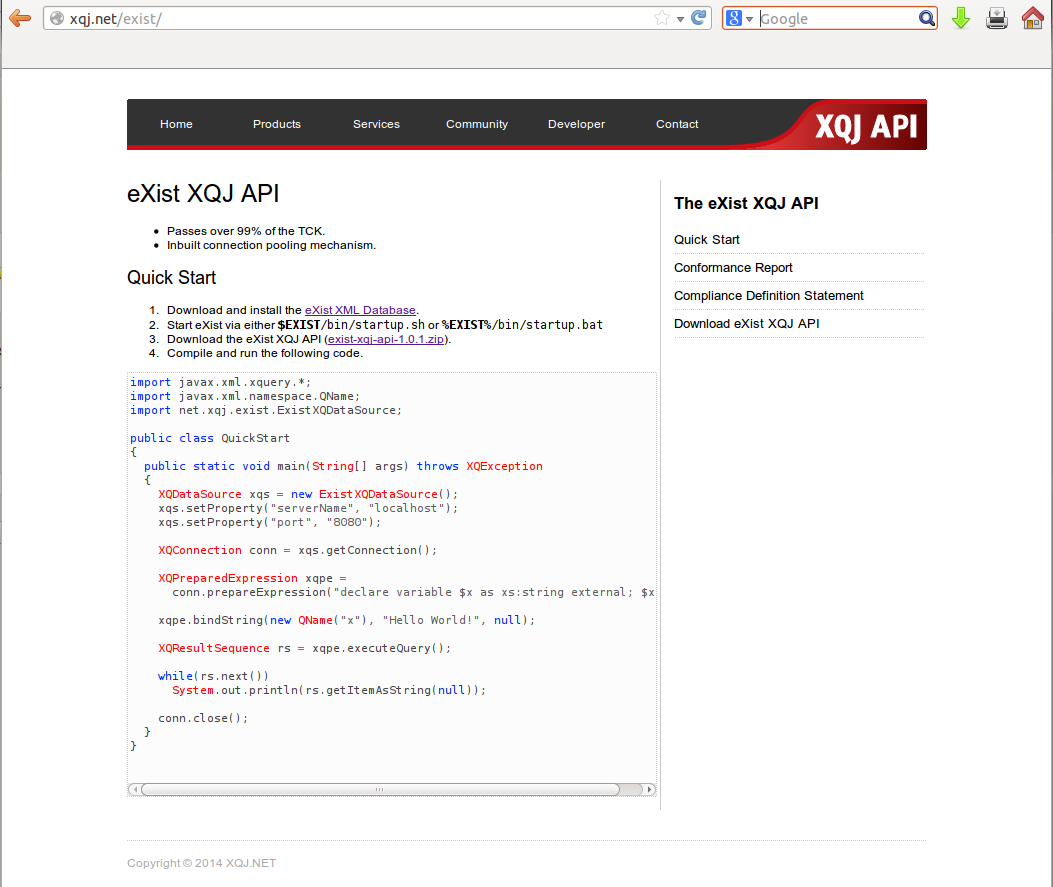 xqj.net/exist/
Google
Home Products Services Community Developer Contact
XQJ API
eXist XQJ API
• Passes over 99% of the TCK.
• Inbuilt connection pooling mechanism.
Quick Start
1. Download and install the eXist XML Database.
2. Start eXist via either $EXIST/bin/startup.sh or %EXIST%/bin/startup.bat
3. Download the eXist XQJ API (exist-xqj-api-1.0.1.zip).
4. Compile and run the following code.
import javax.xml.xquery.*;
import javax.xml.namespace.QName;
import net.xqj.exist.ExistXQDataSource;
public class QuickStart
{
  public static void main(String[] args) throws XQException
  {
    XQDataSource xqs = new ExistXQDataSource();
    xqs.setProperty("serverName", "localhost");
    xqs.setProperty("port", "8080");
    XQConnection conn = xqs.getConnection();
    XQPreparedExpression xqpe =
      conn.prepareExpression("declare variable $x as xs:string external; $x
    xqpe.bindString(new QName("x"), "Hello World!", null);
    XQResultSequence rs = xqpe.executeQuery();
    while(rs.next())
      System.out.println(rs.getItemAsString(null));
    conn.close();
  }
}
The eXist XQJ API
Quick Start
Conformance Report
Compliance Definition Statement
Download eXist XQJ API
Copyright © 2014 XQJ.NET